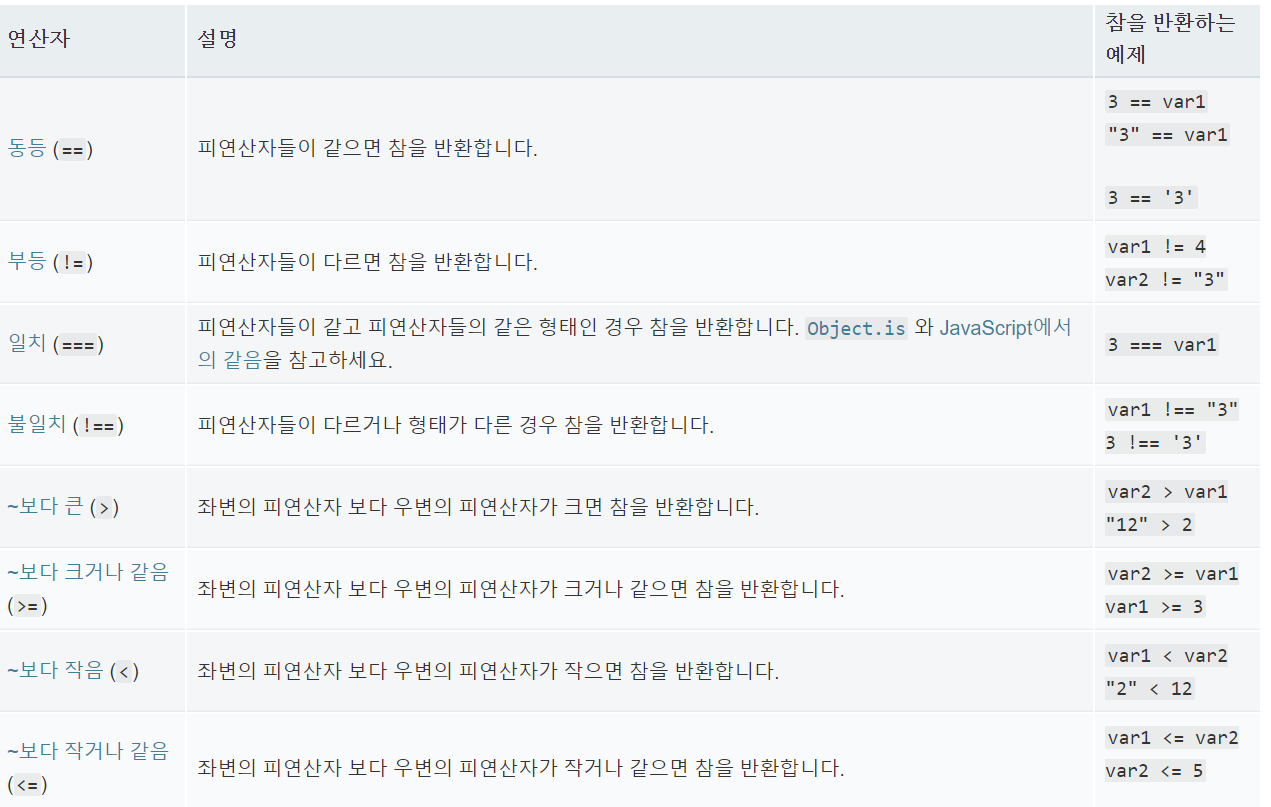 연산자
설명
참을 반환하는
예제
동등 (==)
피연산자들이 같으면 참을 반환합니다.
3 == var1
"3" == var1
3 == '3'
부등 (!=)
피연산자들이 다르면 참을 반환합니다.
var1 != 4
var2 != "3"
일치 (===)
피연산자들이 같고 피연산자들의 같은 형태인 경우 참을 반환합니다. Object.is 와 JavaScript에서
의 같음을 참고하세요.
3 === var1
불일치 (!==)
피연산자들이 다르거나 형태가 다른 경우 참을 반환합니다.
var1 !== "3"
3 !== '3'
~보다 큰 (>)
좌변의 피연산자 보다 우변의 피연산자가 크면 참을 반환합니다.
var2 > var1
"12" > 2
~보다 크거나 같음
(>=)
좌변의 피연산자 보다 우변의 피연산자가 크거나 같으면 참을 반환합니다.
var2 >= var1
var1 >= 3
~보다 작음 (<)
좌변의 피연산자 보다 우변의 피연산자가 작으면 참을 반환합니다.
var1 < var2
"2" < 12
~보다 작거나 같음
(<=)
좌변의 피연산자 보다 우변의 피연산자가 작거나 같으면 참을 반환합니다.
var1 <= var2
var2 <= 5